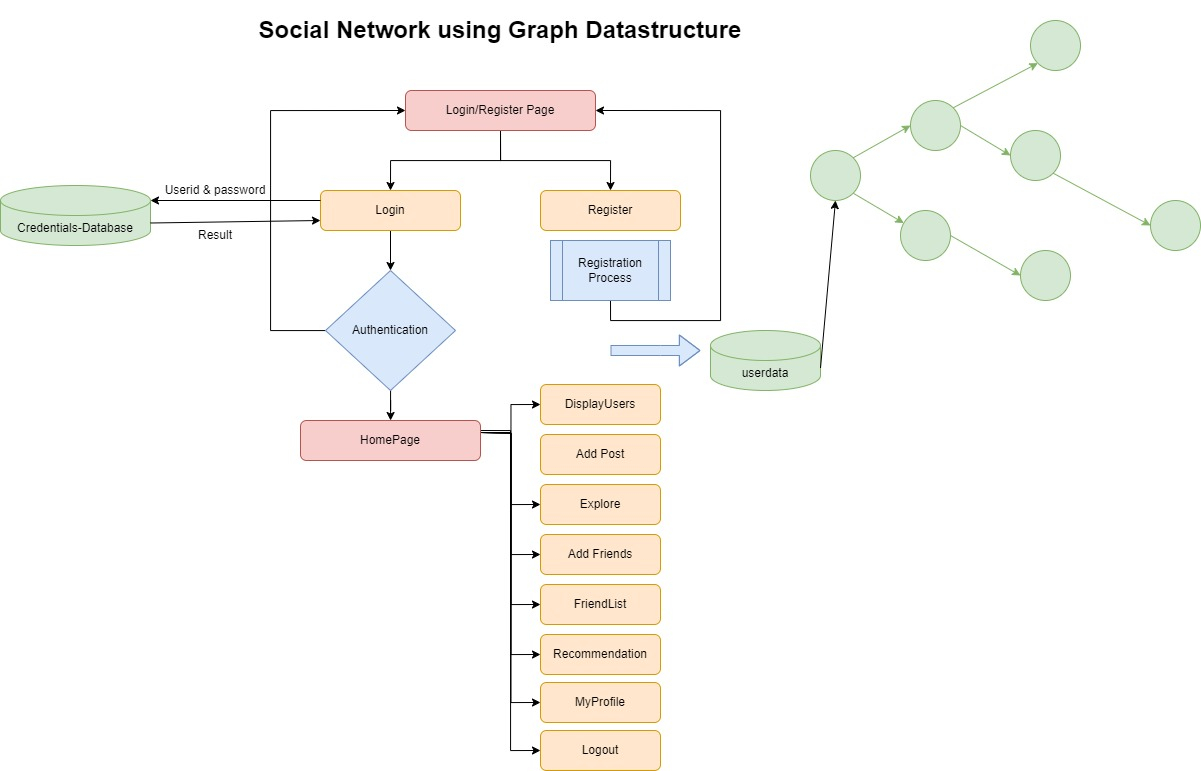 Social Network using Graph Datastructure
Login/Register Page
Userid & password
Login
Register
Credentials-Database
Result
Registration
Process
Authentication
userdata
DisplayUsers
HomePage
Add Post
Explore
Add Friends
FriendList
Recommendation
MyProfile
Logout